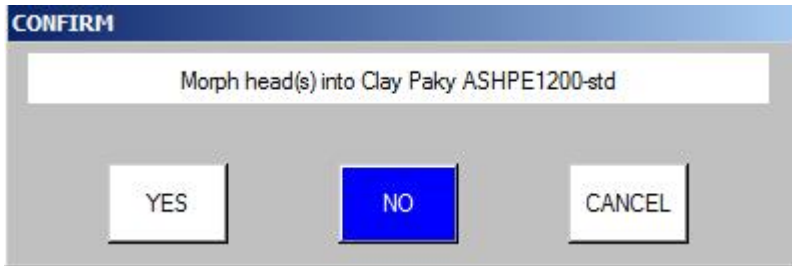 CONFIRM
Morph head(s) into Clay Paky ASHPE1200-std
YES NO CANCEL